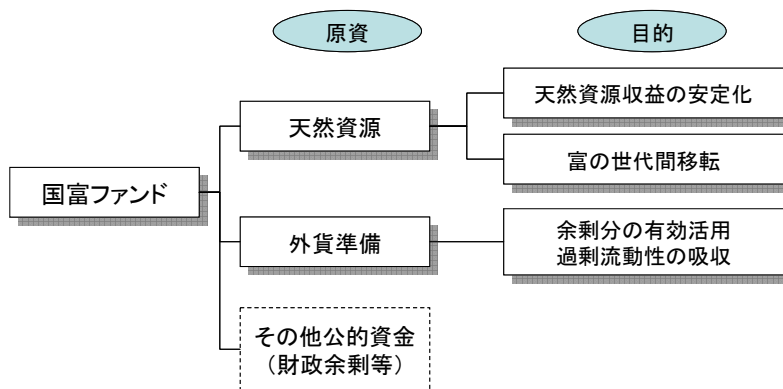 原資
目的
国富ファンド
天然資源
天然資源収益の安定化
富の世代間移転
外貨準備
余剰分の有効活用
過剰流動性の吸収
その他公的資金
（財政余剰等）